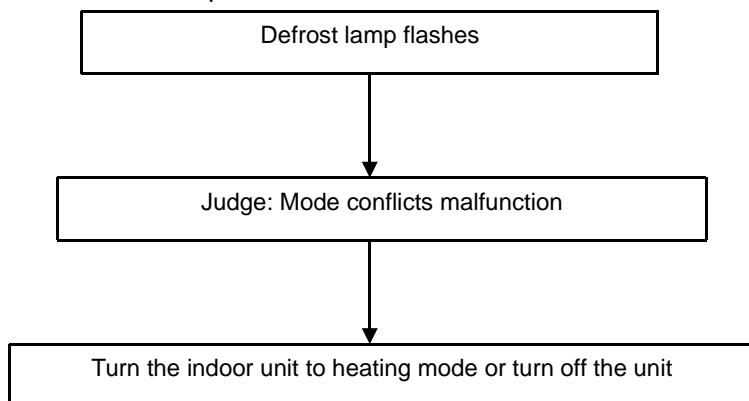 Defrost lamp flashes
Judge: Mode conflicts malfunction
Turn the indoor unit to heating mode or turn off the unit